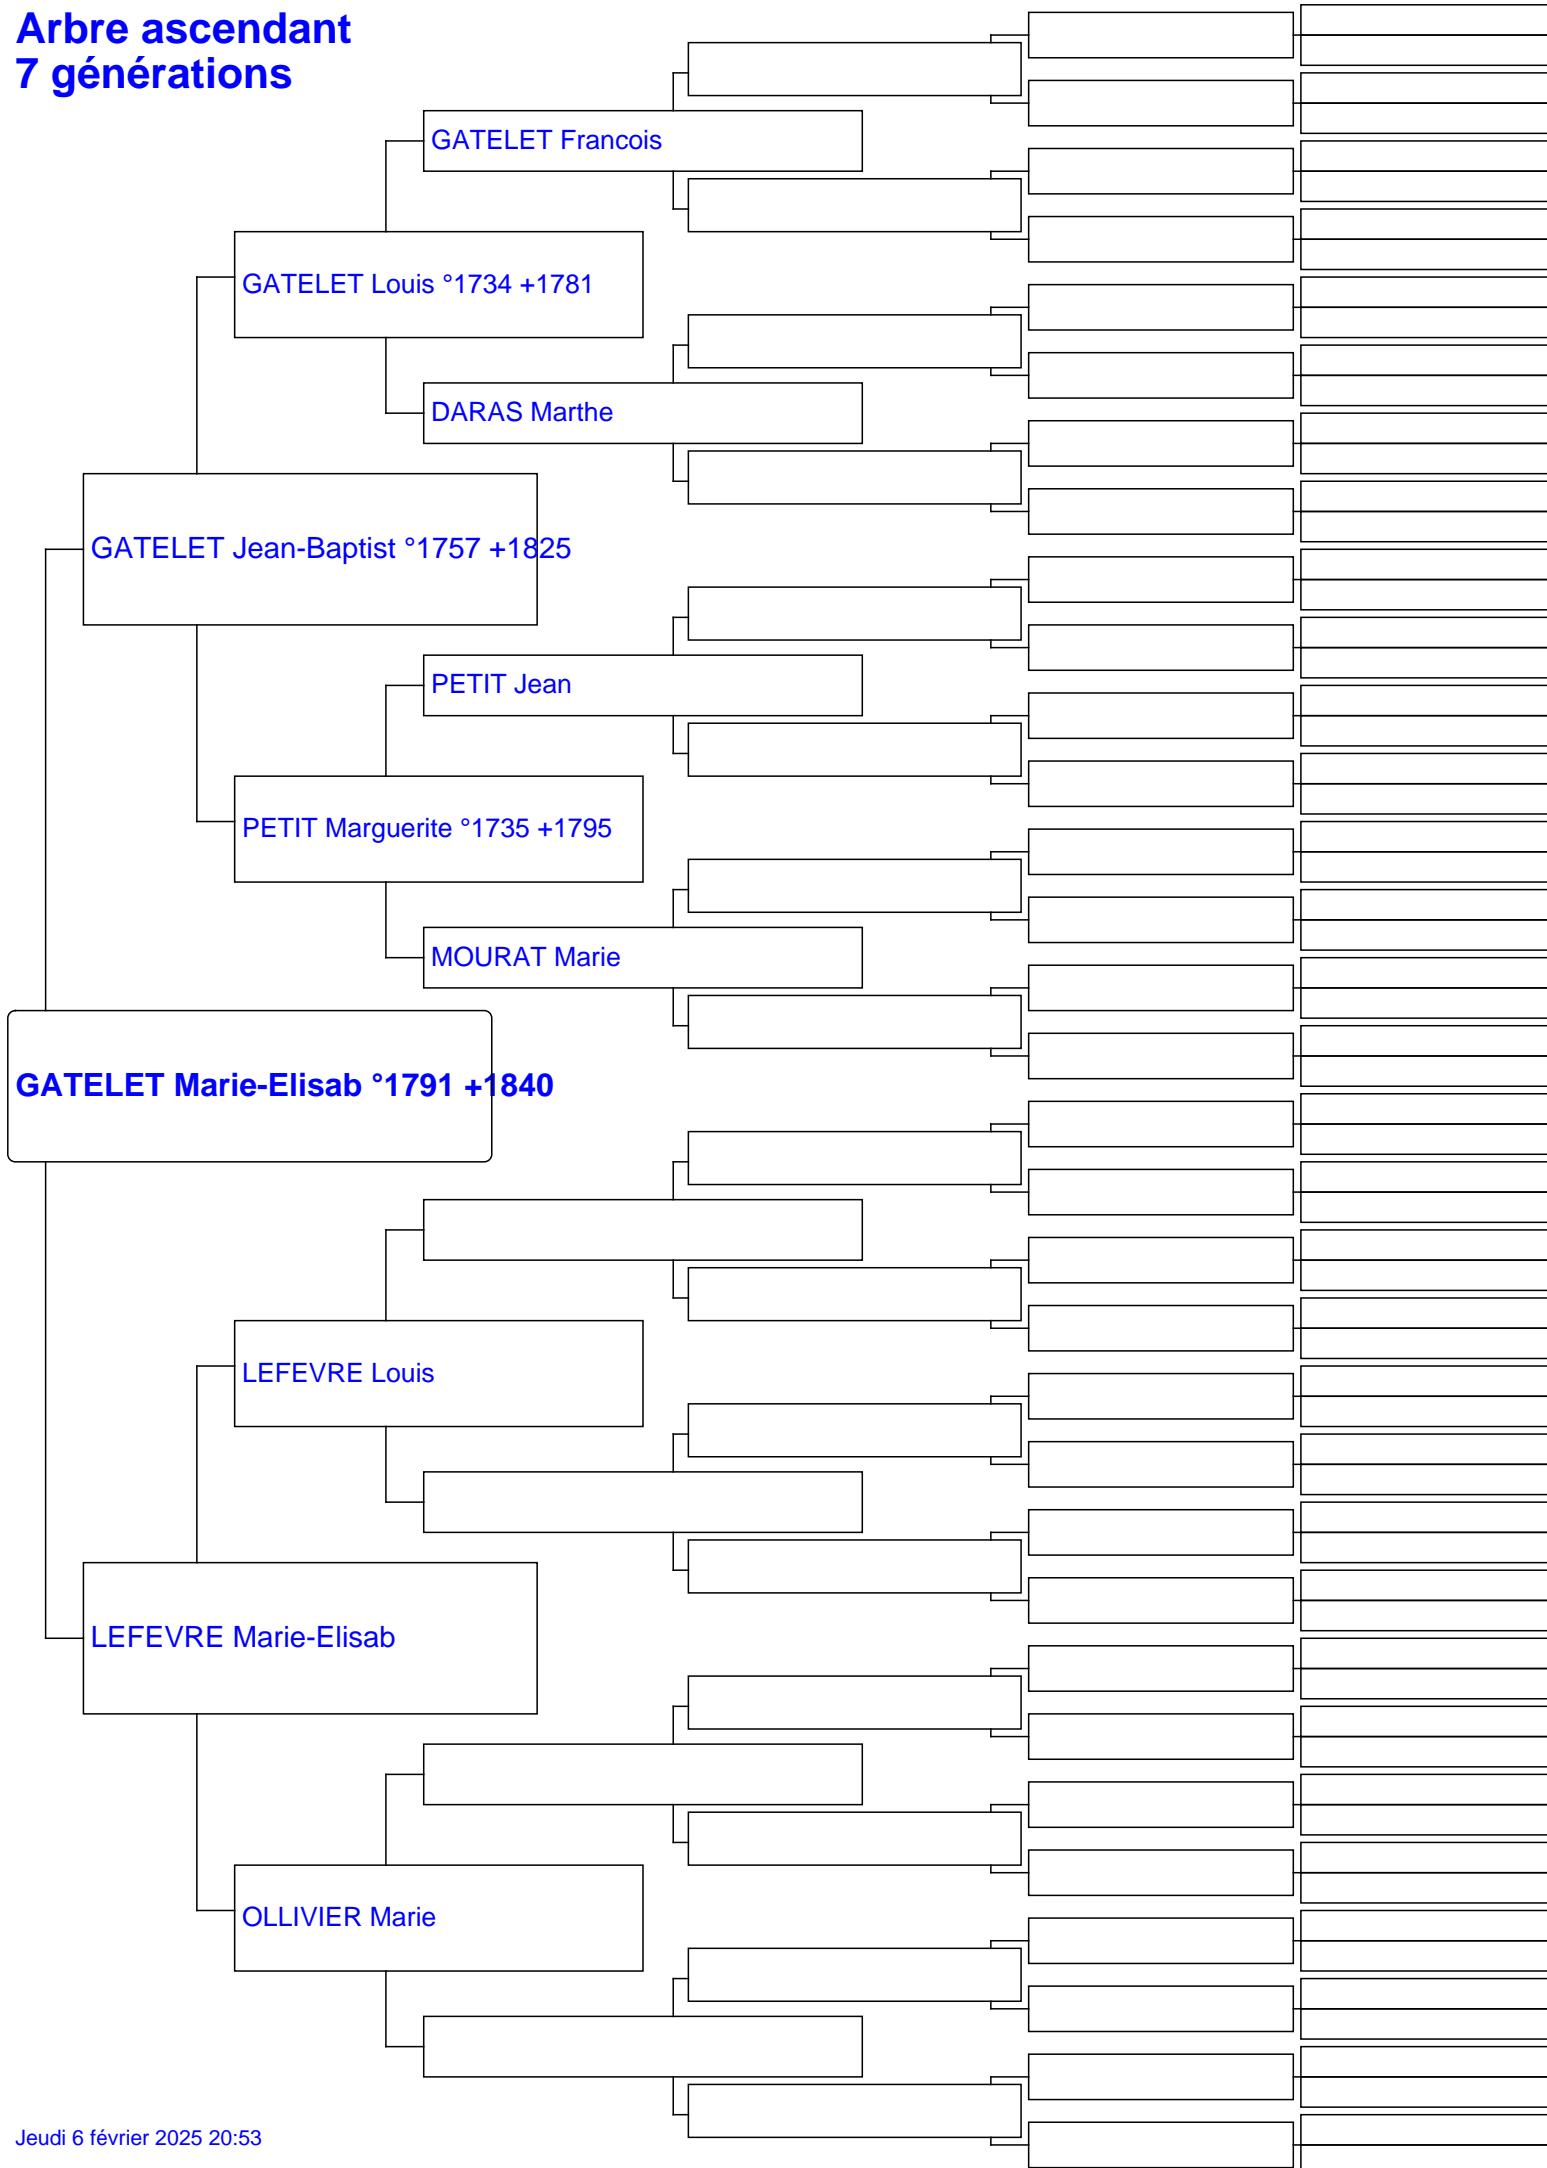 Arbre ascendant
7 générations
GATELET Francois
GATELET Louis °1734 +1781
DARAS Marthe
GATELET Jean-Baptist °1757 +1825
PETIT Jean
PETIT Marguerite °1735 +1795
MOURAT Marie
GATELET Marie-Elisab °1791 +1840
LEFEVRE Louis
LEFEVRE Marie-Elisab
OLLIVIER Marie
Jeudi 6 février 2025 20:53